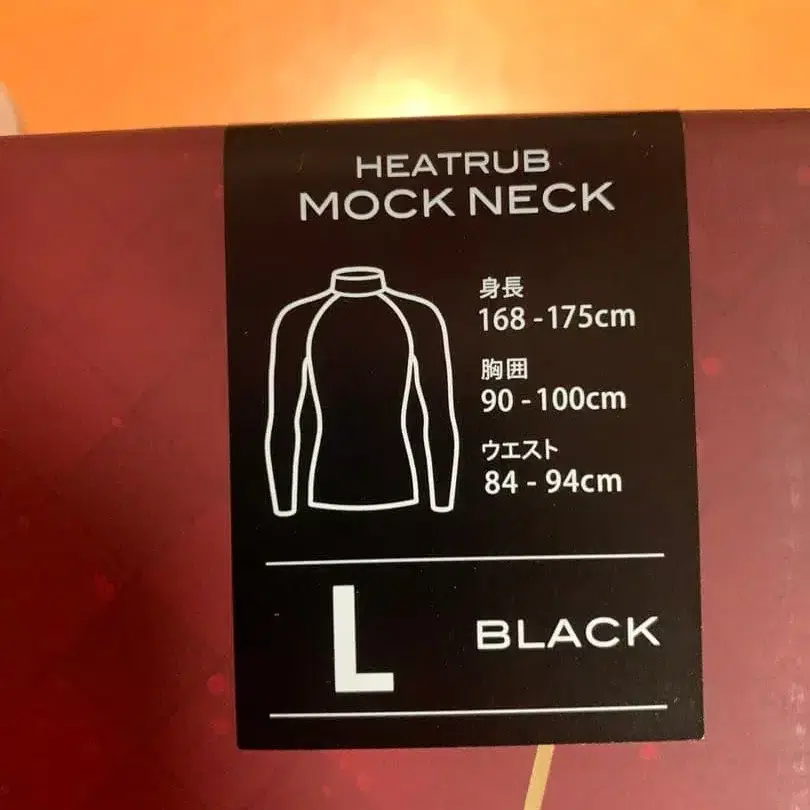 HEATRUB
MOCK NECK
身長
168 - 175cm
胸囲
90 - 100cm
ウエスト
84 - 94cm
L
BLACK